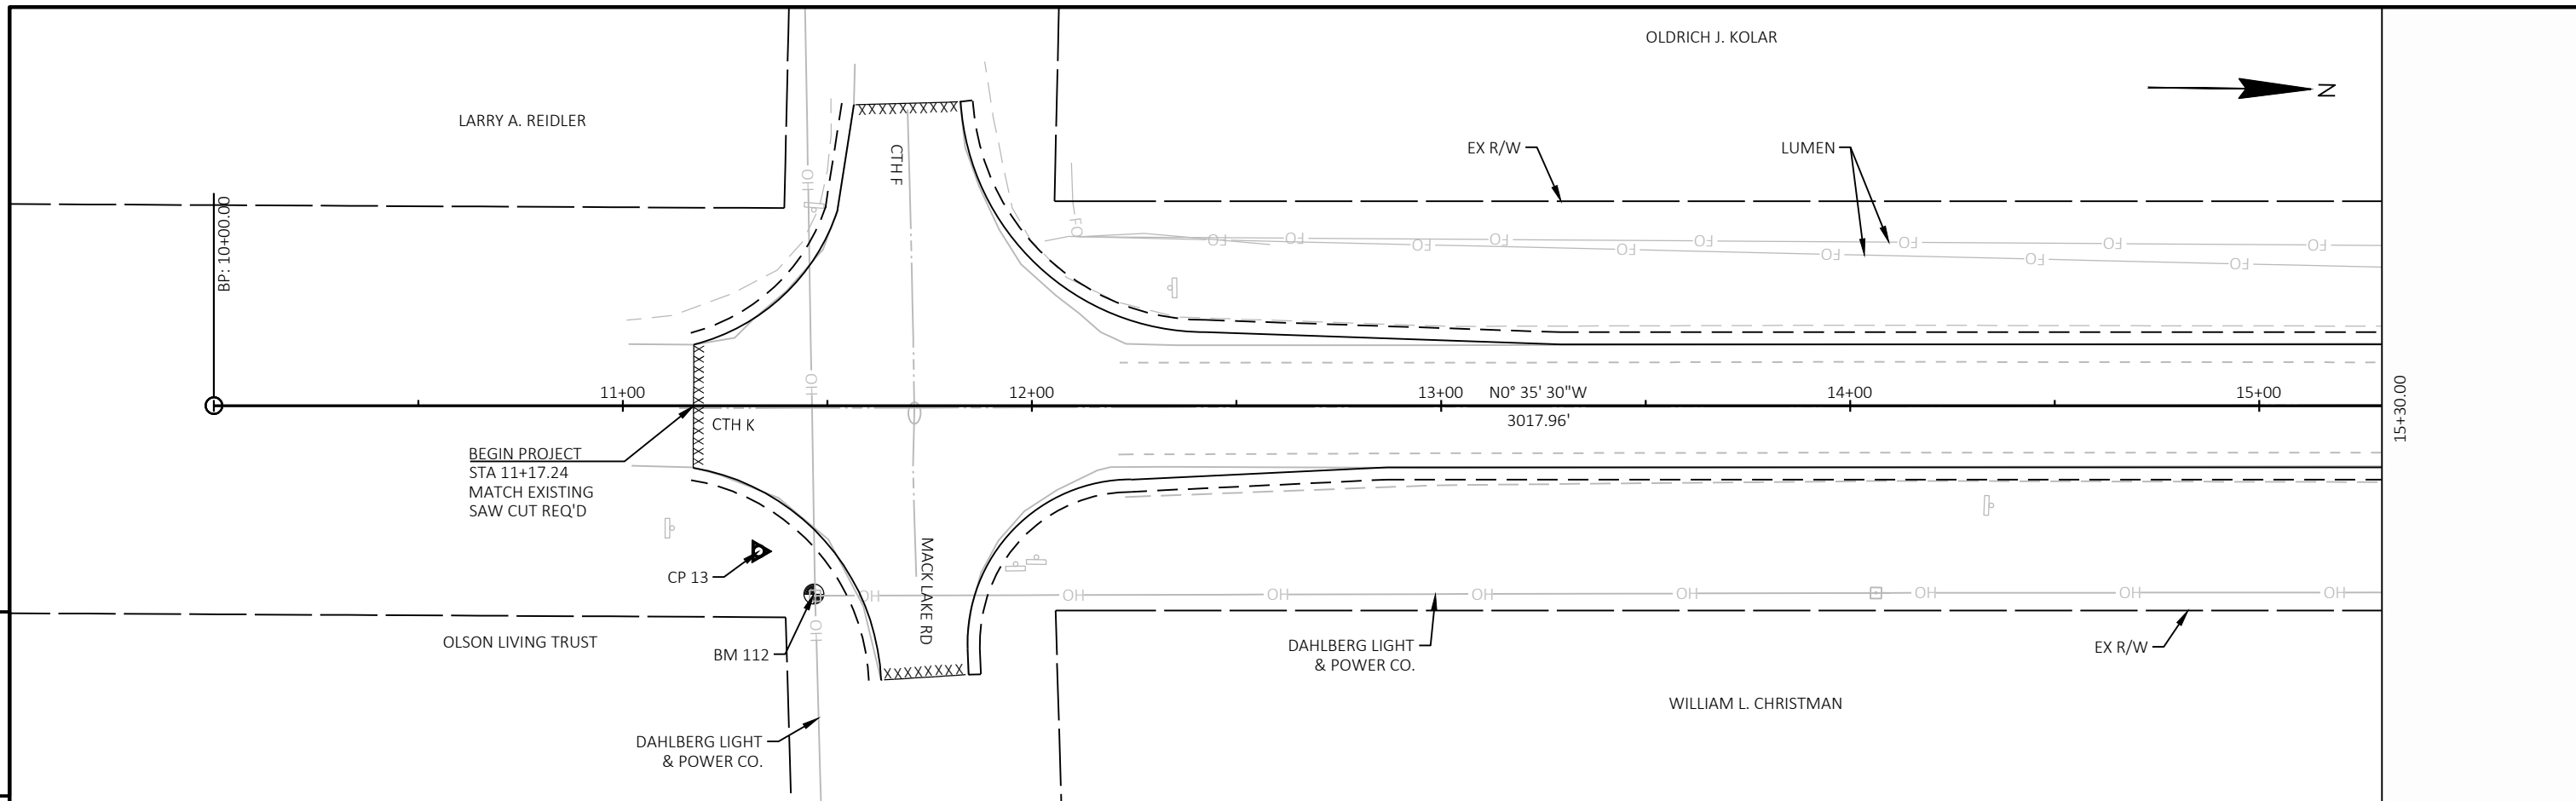 OLDRICH J. KOLAR
N
LARRY A. REIDLER
CTH F
EX R/W
LUMEN
OH
FO
FO
FO
FO
FO
FO
FO
FO
FO
FO
FO
FO
FO
BP: 10+00.00
OH
11+00
12+00
13+00
N0° 35' 30"W
14+00
15+00
3017.96'
15+30.00
CTH K
BEGIN PROJECT
STA 11+17.24
MATCH EXISTING
SAW CUT REQ'D
CP 13
MACK LAKE RD
OH
OH
OH
OH
OH
OH
OH
OH
OH
OLSON LIVING TRUST
BM 112
DAHLBERG LIGHT
& POWER CO.
EX R/W
WILLIAM L. CHRISTMAN
DAHLBERG LIGHT
& POWER CO.